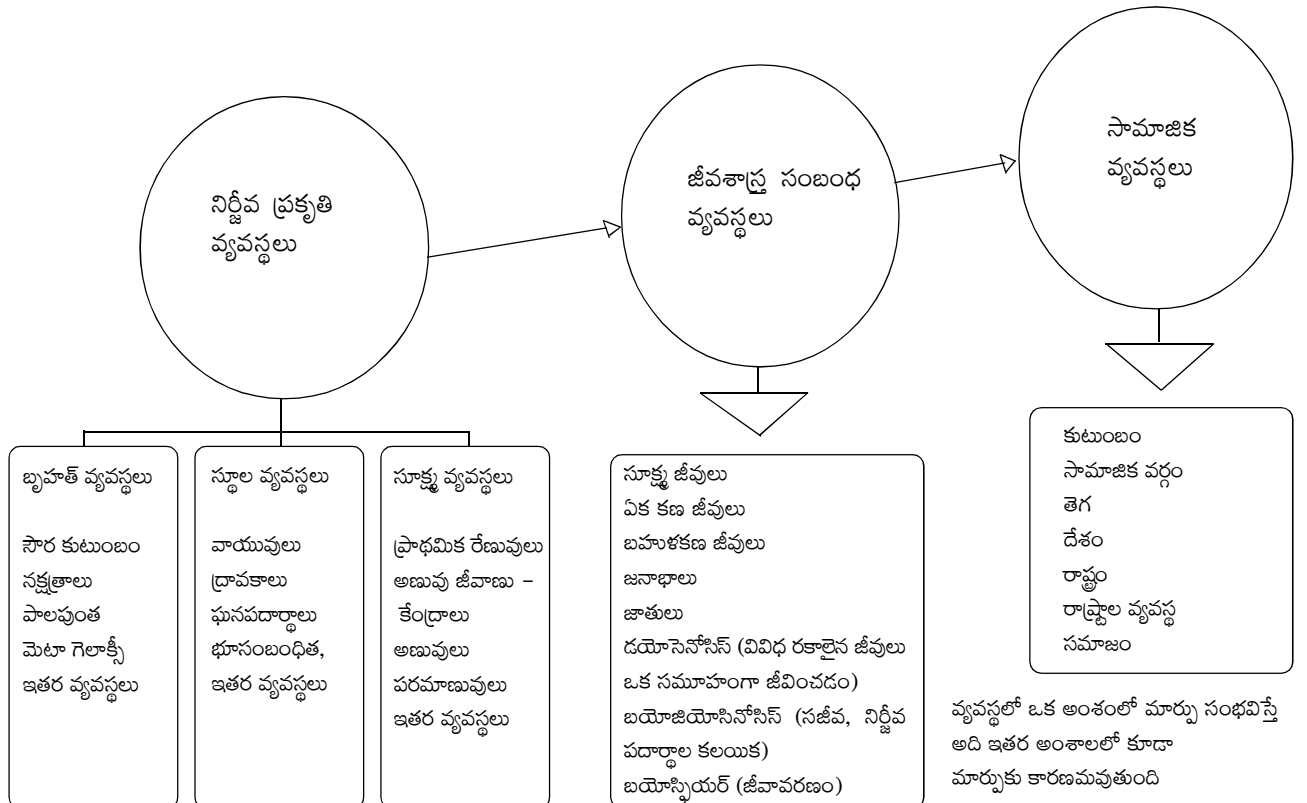 నిర్జీవ ప్రకృతి
వ్యవస్థలు
జీవశాస్త్ర సంబంధ
వ్యవస్థలు
సామాజిక
వ్యవస్థలు
బృహత్ వ్యవస్థలు
సౌర కుటుంబం
నక్షత్రాలు
పాలపుంత
మెటా గెలాక్సీ
ఇతర వ్యవస్థలు
స్థూల వ్యవస్థలు
వాయువులు
ద్రావకాలు
ఘనపదార్థాలు
భూసంబంధిత,
ఇతర వ్యవస్థలు
సూక్ష్మ వ్యవస్థలు
ప్రాథమిక రేణువులు
అణువు జీవాణు –
కేంద్రాలు
అణువులు
పరమాణువులు
ఇతర వ్యవస్థలు
సూక్ష్మ జీవులు
ఏక కణ జీవులు
బహుళకణ జీవులు
జనాభాలు
జాతులు
డయోసెనోసిస్ (వివిధ రకాలైన జీవులు
ఒక సమూహంగా జీవించడం)
బయోజియోసినోసిస్ (సజీవ, నిర్జీవ
పదార్థాల కలయిక)
బయోస్ఫియర్ (జీవావరణం)
కుటుంబం
సామాజిక వర్గం
తెగ
దేశం
రాష్ట్రం
రాష్ట్రాల వ్యవస్థ
సమాజం
వ్యవస్థలో ఒక అంశంలో మార్పు సంభవిస్తే
అది ఇతర అంశాలలో కూడా
మార్పుకు కారణమవుతుంది